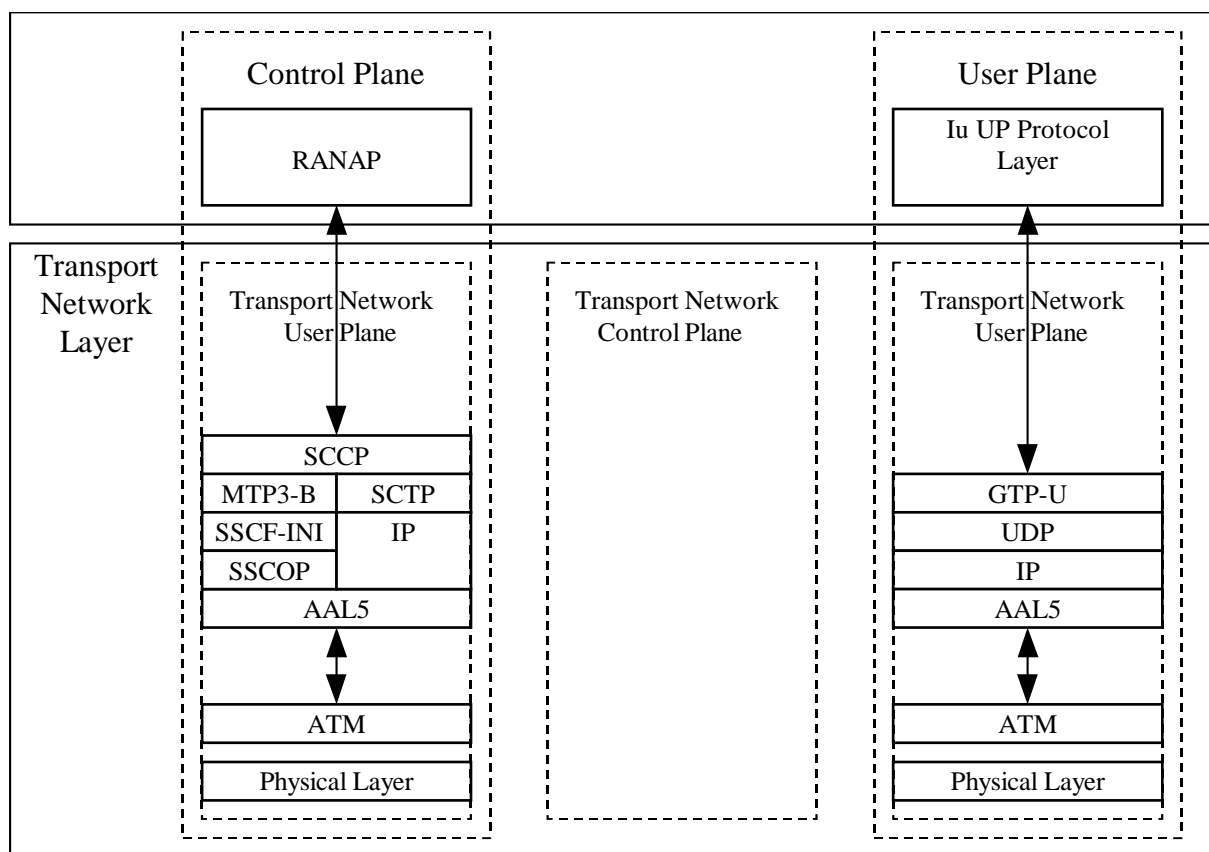 Control Plane
User Plane
RANAP
Iu UP Protocol
Layer
Transport
Network
Layer
Transport Network
User Plane
Transport Network
Control Plane
Transport Network
User Plane
SCCP
MTP3-B
SCTP
SSCF-INI
IP
SSCOP
AAL5
GTP-U
UDP
IP
AAL5
ATM
Physical Layer
ATM
Physical Layer